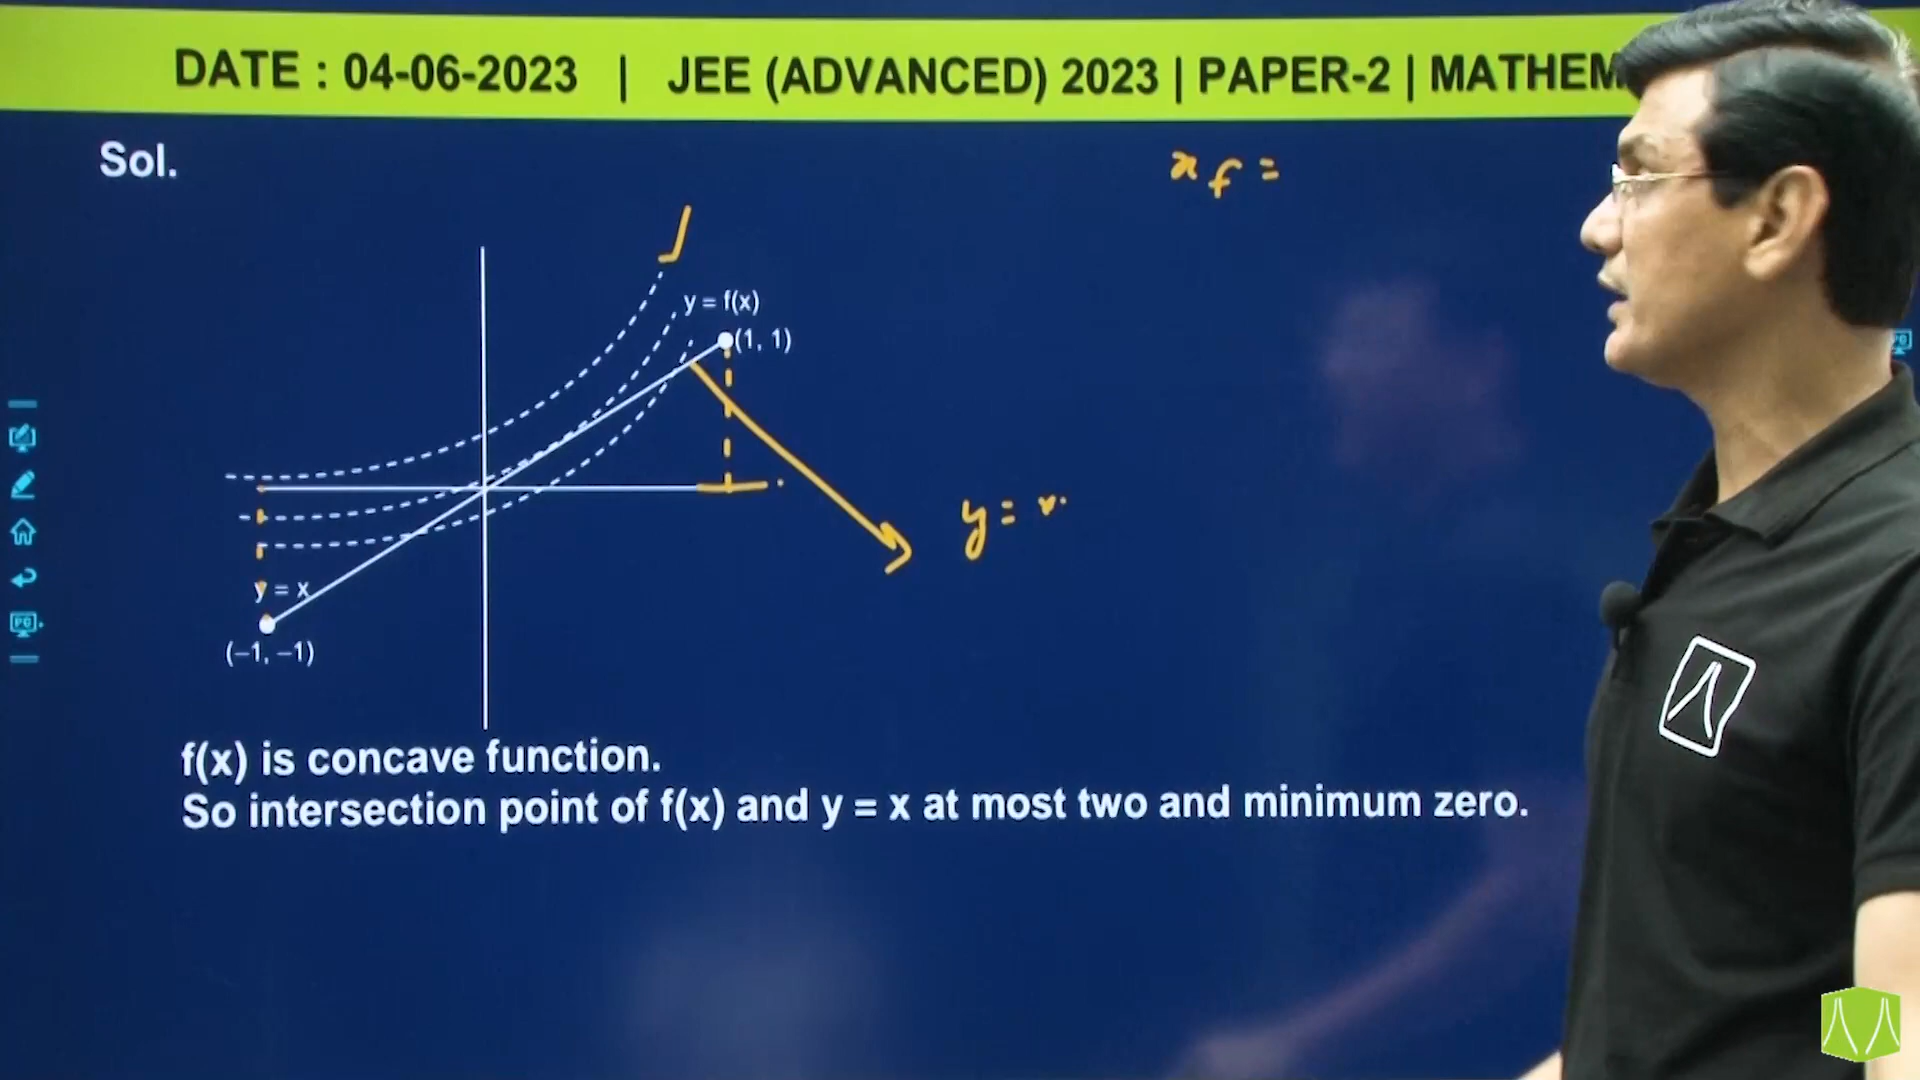 DATE : 04-06-2023 | JEE (ADVANCED) 2023 | PAPER-2 |
Sol.
x f =
y = f(x)
(1, 1)
y =
y = x
(−1, −1)
f(x) is concave function.
So intersection point of f(x) and y = x at most two and minimum zero.